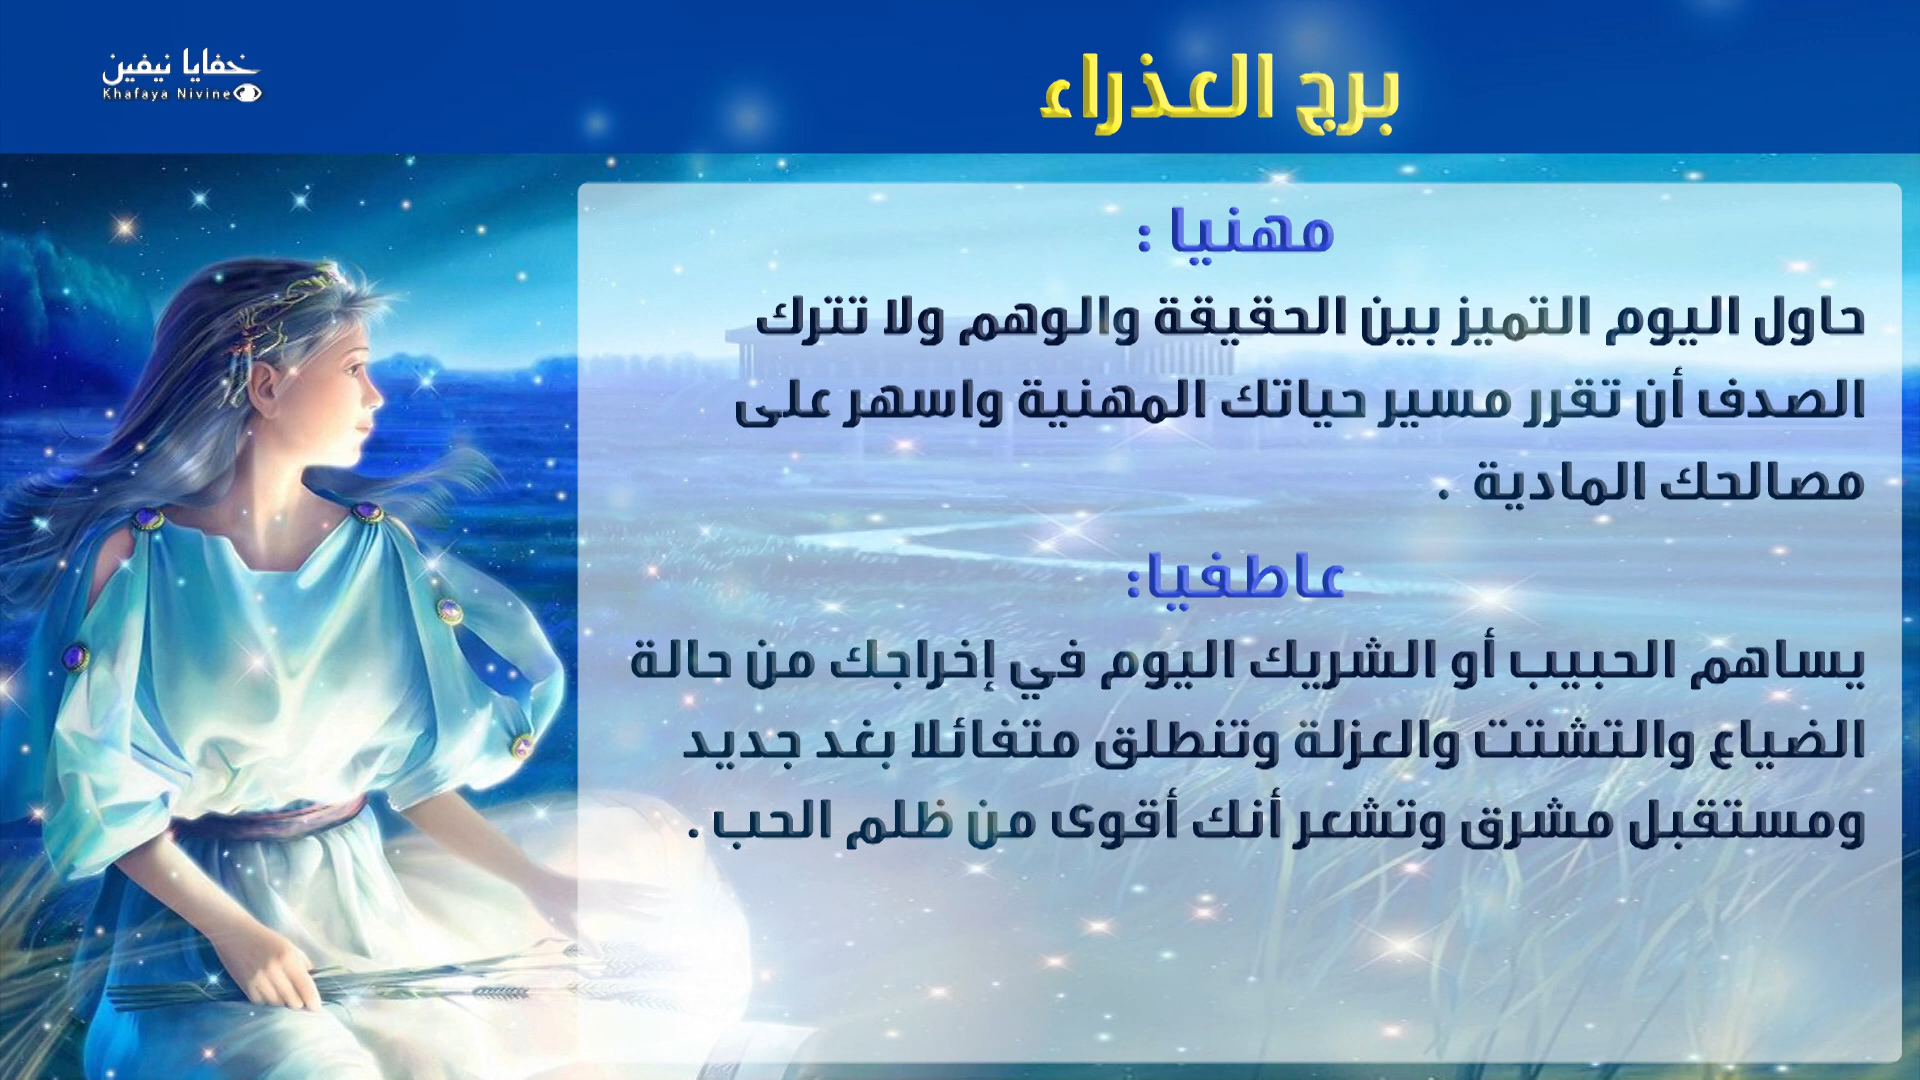 خفايا نيفين
Khafaya Nivine
برج العذراء
مهنيا :
حاول اليوم التميز بين الحقيقة والوهم ولا تترك
الصدف أن تقرر مسير حياتك المهنية واسهر على
مصالحك المادية .
عاطفيا:
يساهم الحبيب أو الشريك اليوم في إخراجك من حالة
الضياع والتشتت والعزلة وتنطلق متفائلا بغد جديد
ومستقبل مشرق وتشعر أنك أقوى من ظلم الحب .